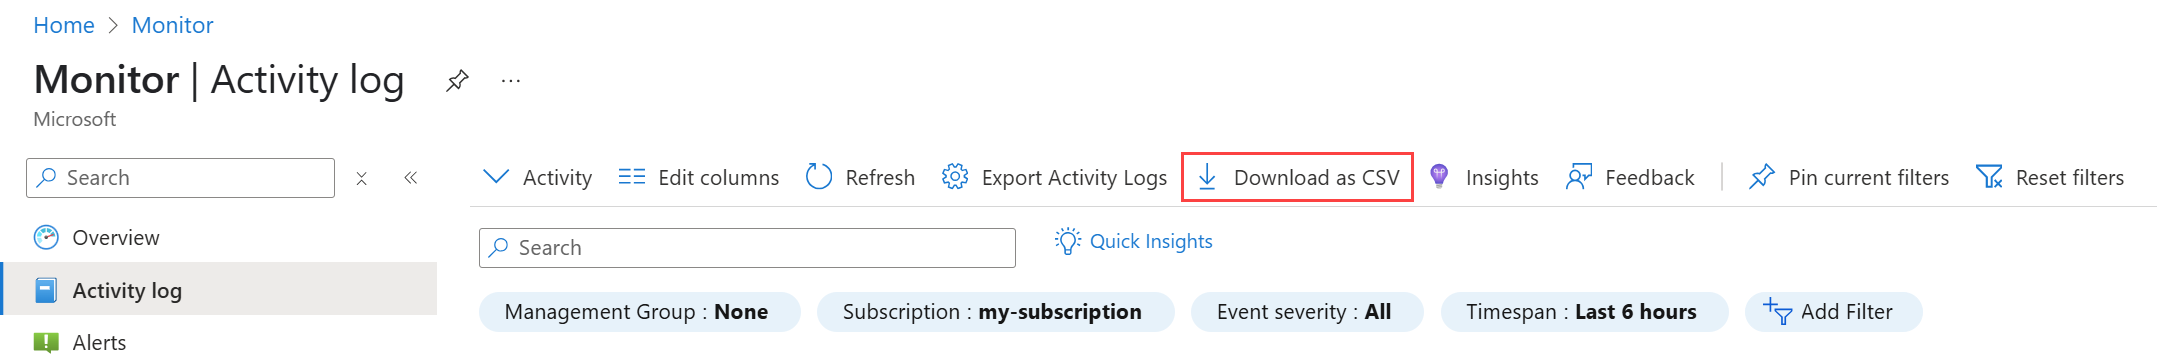 Home > Monitor
Monitor | Activity log ...
Microsoft
Search
Overview
Activity log
Alerts
Activity Edit columns Refresh Export Activity Logs Download as CSV Insights Feedback Pin current filters Reset filters
Search Quick Insights
Management Group : None Subscription : my-subscription Event severity : All Timespan : Last 6 hours Add Filter